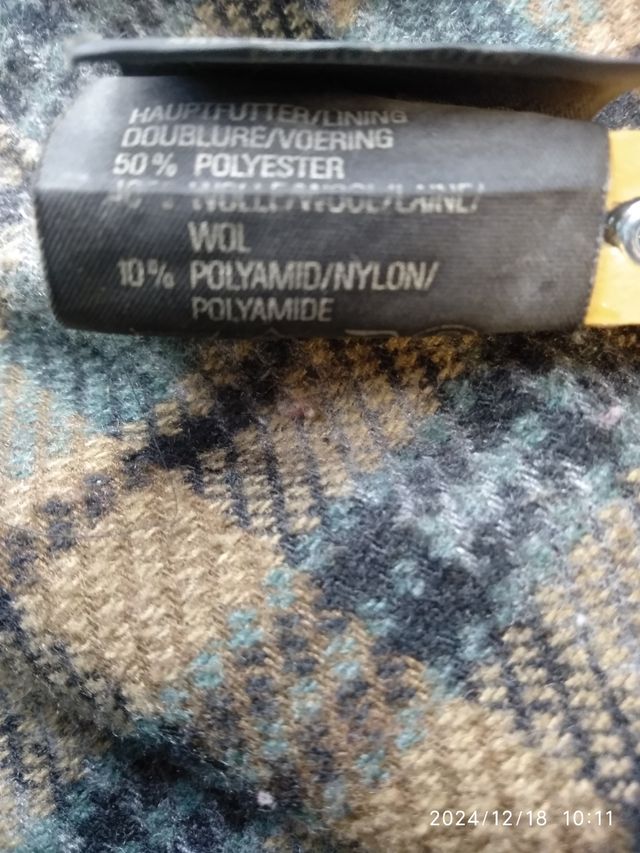 HAUPTFUTTER/LINING
DOUBLURE/VOERING
50% POLYESTER
40% WOLLE/WOOL/LAINE/
WOL
10% POLYAMID/NYLON/
POLYAMIDE
2024/12/18 10:11